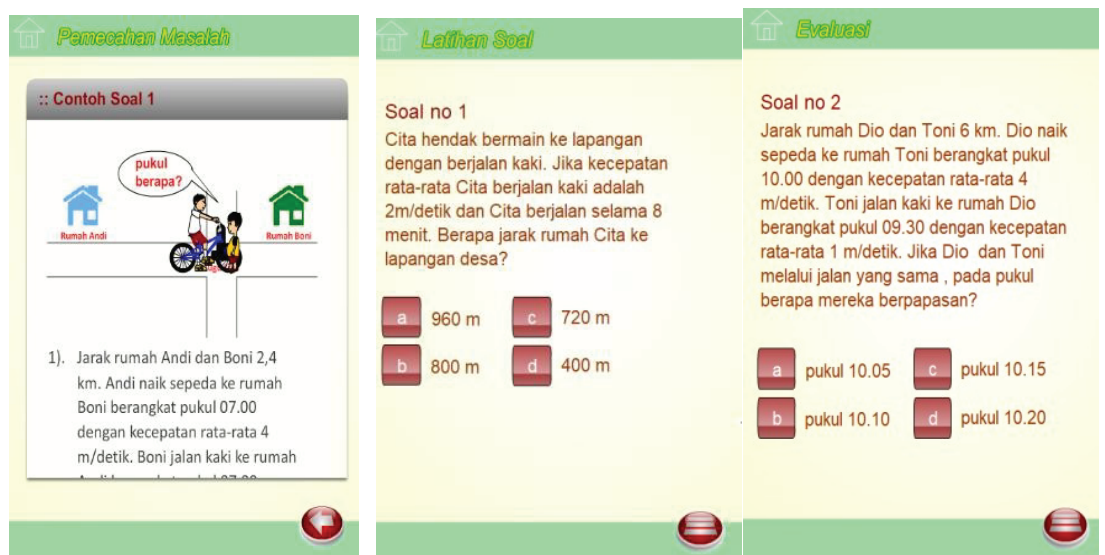 Pemecahan Masalah
:: Contoh Soal 1
pukul
berapa?
Rumah Andi
Rumah Boni
1). Jarak rumah Andi dan Boni 2,4
km. Andi naik sepeda ke rumah
Boni berangkat pukul 07.00
dengan kecepatan rata-rata 4
m/detik. Boni jalan kaki ke rumah
Latihan Soal
Soal no 1
Cita hendak bermain ke lapangan
dengan berjalan kaki. Jika kecepatan
rata-rata Cita berjalan kaki adalah
2m/detik dan Cita berjalan selama 8
menit. Berapa jarak rumah Cita ke
lapangan desa?
a 960 m
c 720 m
b 800 m
d 400 m
Evaluasi
Soal no 2
Jarak rumah Dio dan Toni 6 km. Dio naik
sepeda ke rumah Toni berangkat pukul
10.00 dengan kecepatan rata-rata 4
m/detik. Toni jalan kaki ke rumah Dio
berangkat pukul 09.30 dengan kecepatan
rata-rata 1 m/detik. Jika Dio dan Toni
melalui jalan yang sama , pada pukul
berapa mereka berpapasan?
a pukul 10.05
c pukul 10.15
b pukul 10.10
d pukul 10.20